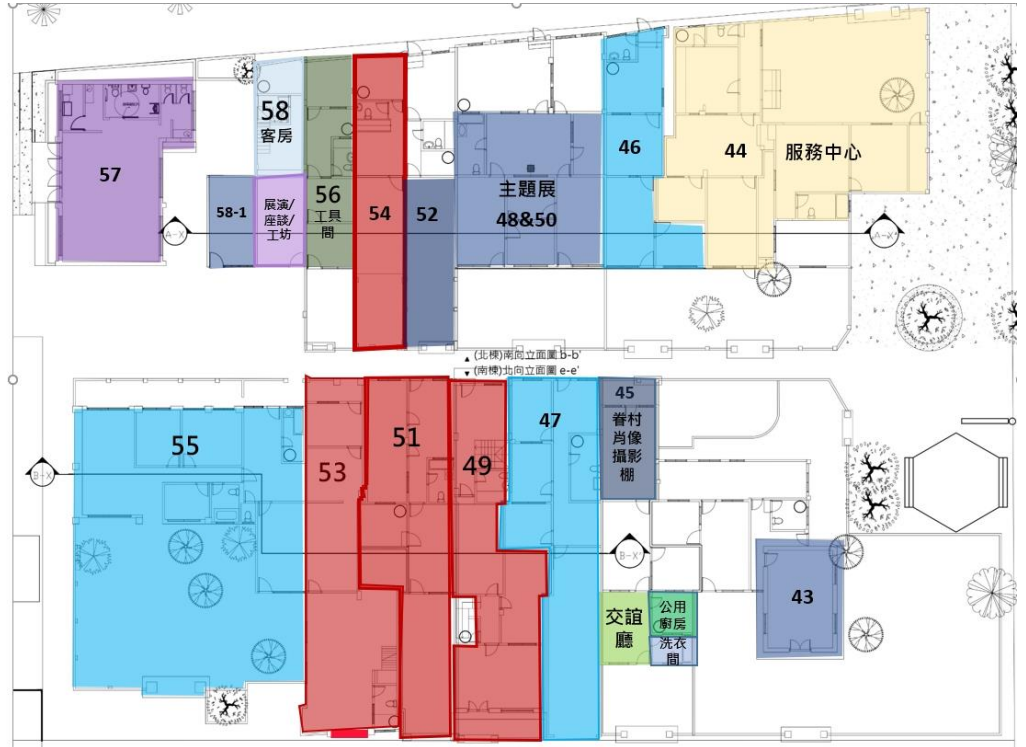 57
58
客房
58-1
展演/
座談/
工坊
56
工具
間
54
52
主題展
48&50
46
44
服務中心
A-X
A-X'
(北棟)南向立面圖 b-b'
(南棟)北向立面圖 e-e'
55
53
51
49
47
45
眷村
肖像
攝影
棚
B-X
B-X'
交誼
廳
公用
廚房
洗衣
間
43